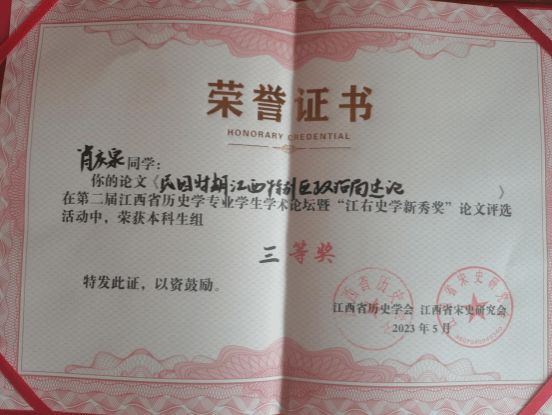 荣誉证书
HONORARY CREDENTIAL
肖庆泉同学：
你的论文《民国时期江西特别区政治局述论》
在第二届江西省历史学专业学生学术论坛暨“江右史学新秀奖”论文评选
活动中，荣获本科生组
三等奖
特发此证，以资鼓励。
江西省历史学会 江西省宋史研究会
2023 年 5 月